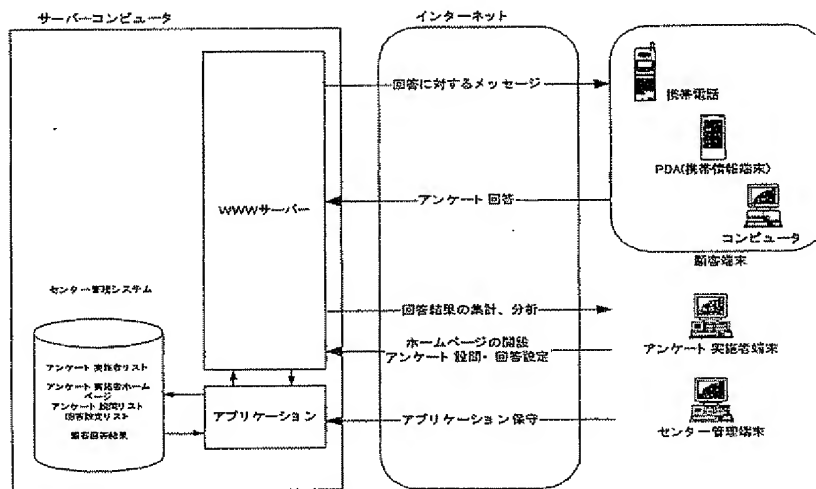 サーバーコンピュータ
インターネット
回答に対するメッセージ
携帯電話
PDA(携帯情報端末)
WWWサーバー
アンケート 回答
コンピュータ
顧客端末
センター管理システム
回答結果の集計、分析
ホームページの開設
アンケート 設問・回答設定
アンケート 実施者端末
アンケート 実施者リスト
アンケート 実施者ホーム
ページ
アンケート 設問リスト
回答設定リスト
顧客回答結果
アプリケーション
アプリケーション 保守
センター管理端末